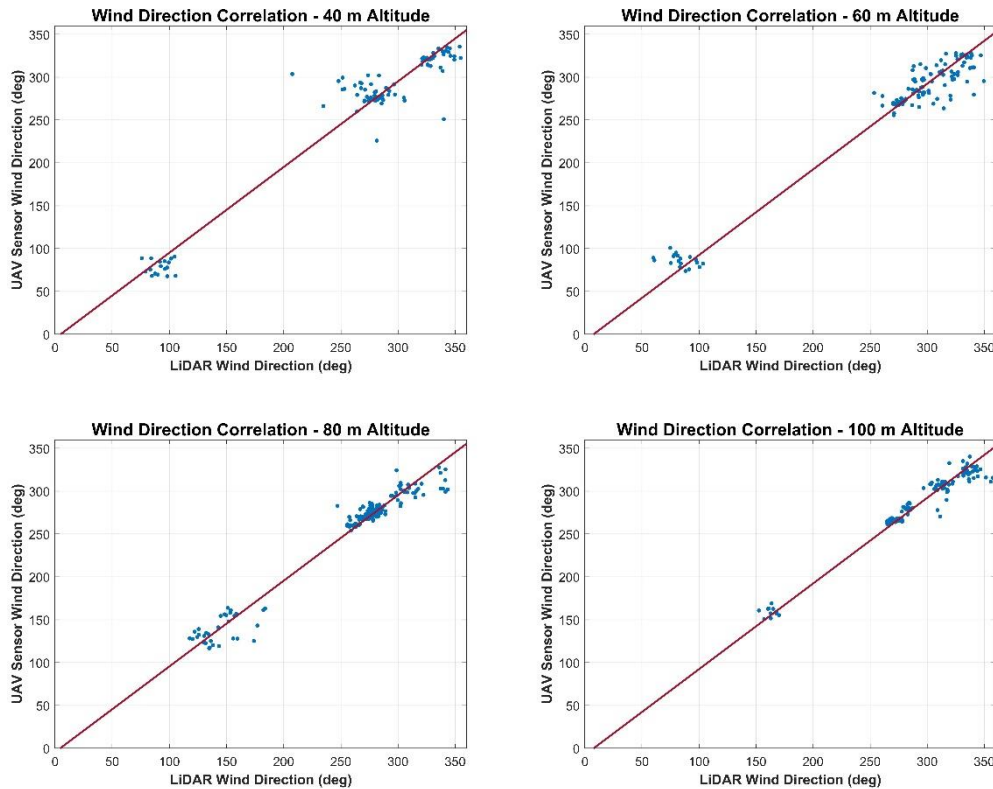 Wind Direction Correlation - 40 m Altitude
350
300
250
200
150
100
50
0
UAV Sensor Wind Direction (deg)
0 50 100 150 200 250 300 350
LiDAR Wind Direction (deg)
Wind Direction Correlation - 60 m Altitude
350
300
250
200
150
100
50
0
UAV Sensor Wind Direction (deg)
0 50 100 150 200 250 300 350
LiDAR Wind Direction (deg)
Wind Direction Correlation - 80 m Altitude
350
300
250
200
150
100
50
0
UAV Sensor Wind Direction (deg)
0 50 100 150 200 250 300 350
LiDAR Wind Direction (deg)
Wind Direction Correlation - 100 m Altitude
350
300
250
200
150
100
50
0
UAV Sensor Wind Direction (deg)
0 50 100 150 200 250 300 350
LiDAR Wind Direction (deg)